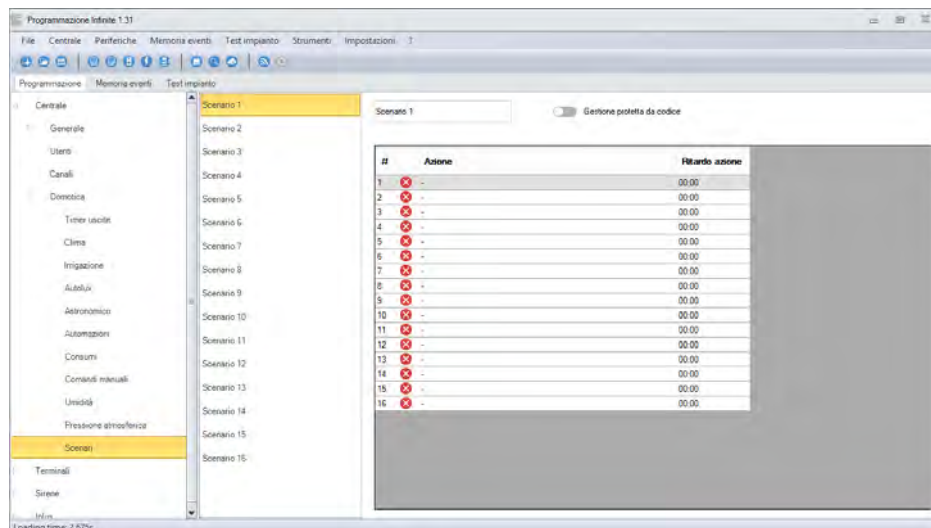 Programmazione Infinite 1.31
File Centrale Periferiche Memoria eventi Test impianto Strumenti Impostazioni ?
Programmazione Memoria eventi Test impianto
Centrale
Generale
Utenti
Canali
Domotica
Timer uscite
Clima
Irrigazione
Autolux
Astronomico
Automazioni
Consumi
Comandi manuali
Umidità
Pressione atmosferica
Scenari
Terminali
Sirene
Scenario 1
Scenario 2
Scenario 3
Scenario 4
Scenario 5
Scenario 6
Scenario 7
Scenario 8
Scenario 9
Scenario 10
Scenario 11
Scenario 12
Scenario 13
Scenario 14
Scenario 15
Scenario 16
Scenario 1 Gestione protetta da codice
# Azione Ritardo azione
1 - 00:00
2 - 00:00
3 - 00:00
4 - 00:00
5 - 00:00
6 - 00:00
7 - 00:00
8 - 00:00
9 - 00:00
10 - 00:00
11 - 00:00
12 - 00:00
13 - 00:00
14 - 00:00
15 - 00:00
16 - 00:00
Loading time: 7,675s